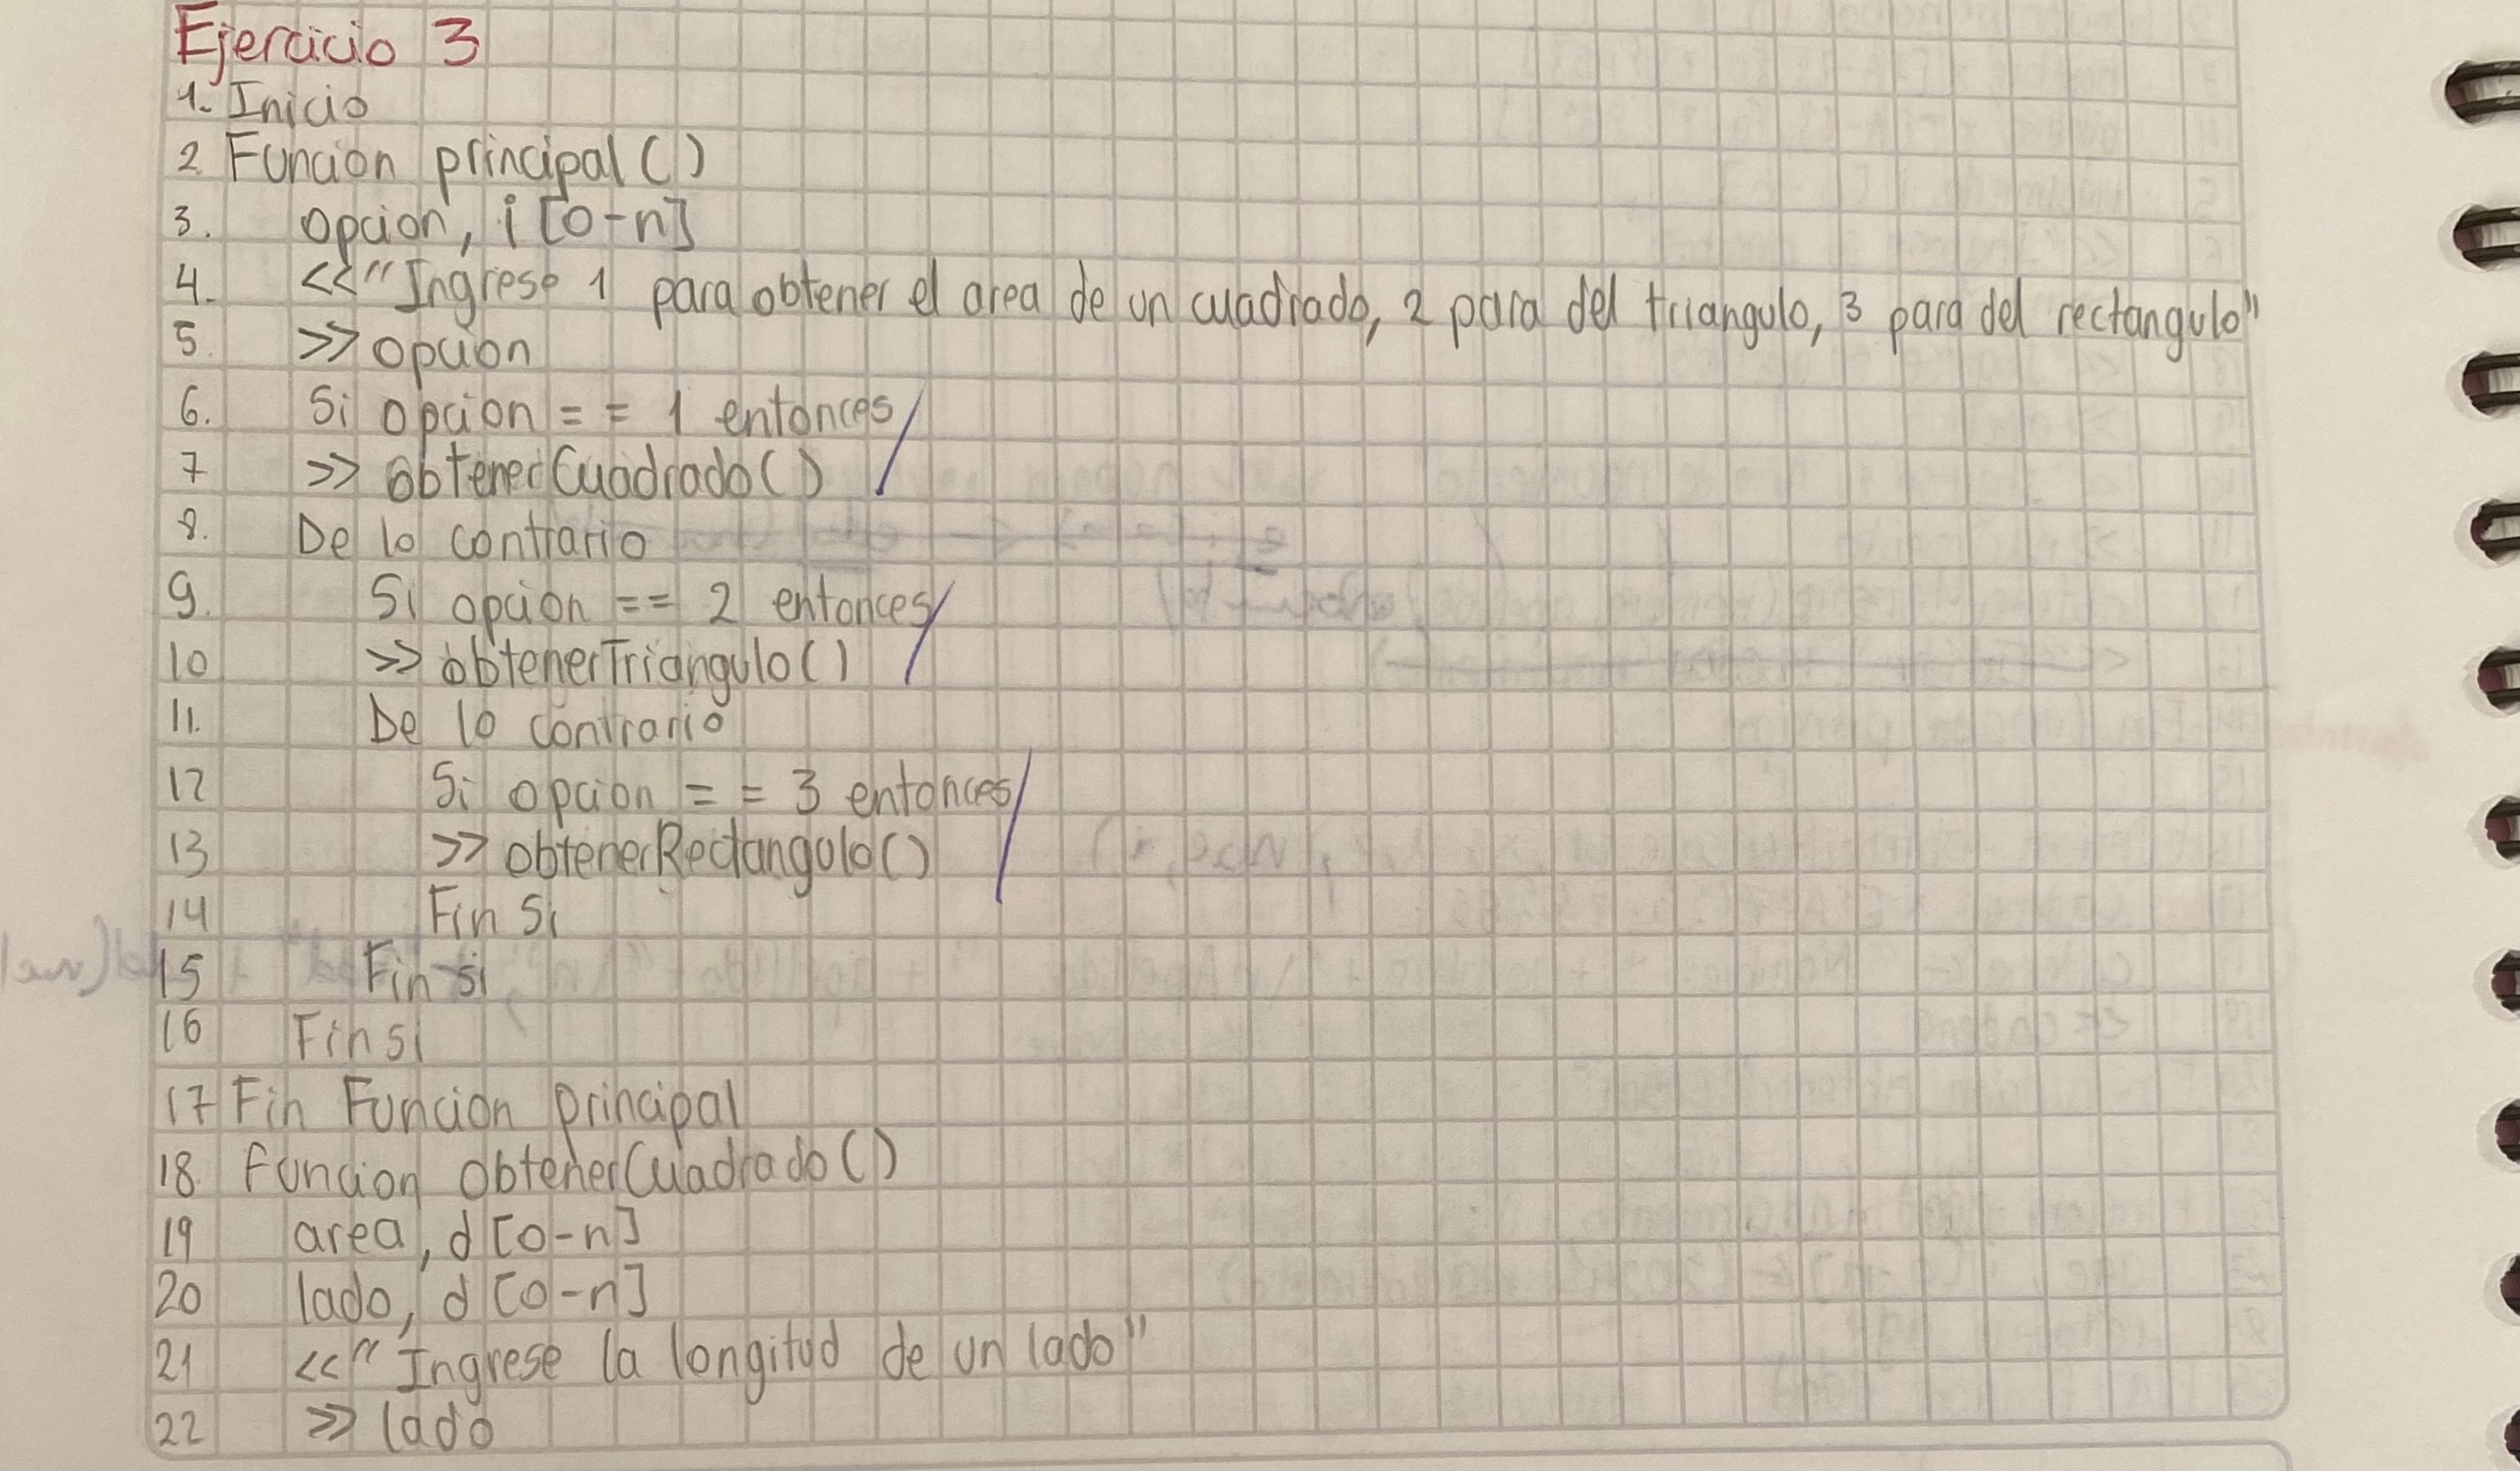 Ejercicio 3
1. Inicio
2 Funcion principal()
3. opcion, i [0-n]
4. <<"Ingrese 1 para obtener el area de un cuadrado, 2 para del triangulo, 3 para del rectangulo"
5. >> opcion
6. Si opcion == 1 entonces
7 >> obtenerCuadrado()
8. De lo contrario
9. Si opcion == 2 entonces
10 >> obtenerTriangulo()
11. De lo contrario
12 Si opcion == 3 entonces
13 >> obtenerRectangulo()
14 Fin Si
15 Fin si
16 Fin si
17 Fin Funcion principal
18. Funcion obtenerCuadrado()
19 area, d [0-n]
20 lado, d [0-n]
21 <<"Ingrese la longitud de un lado"
22 >> lado